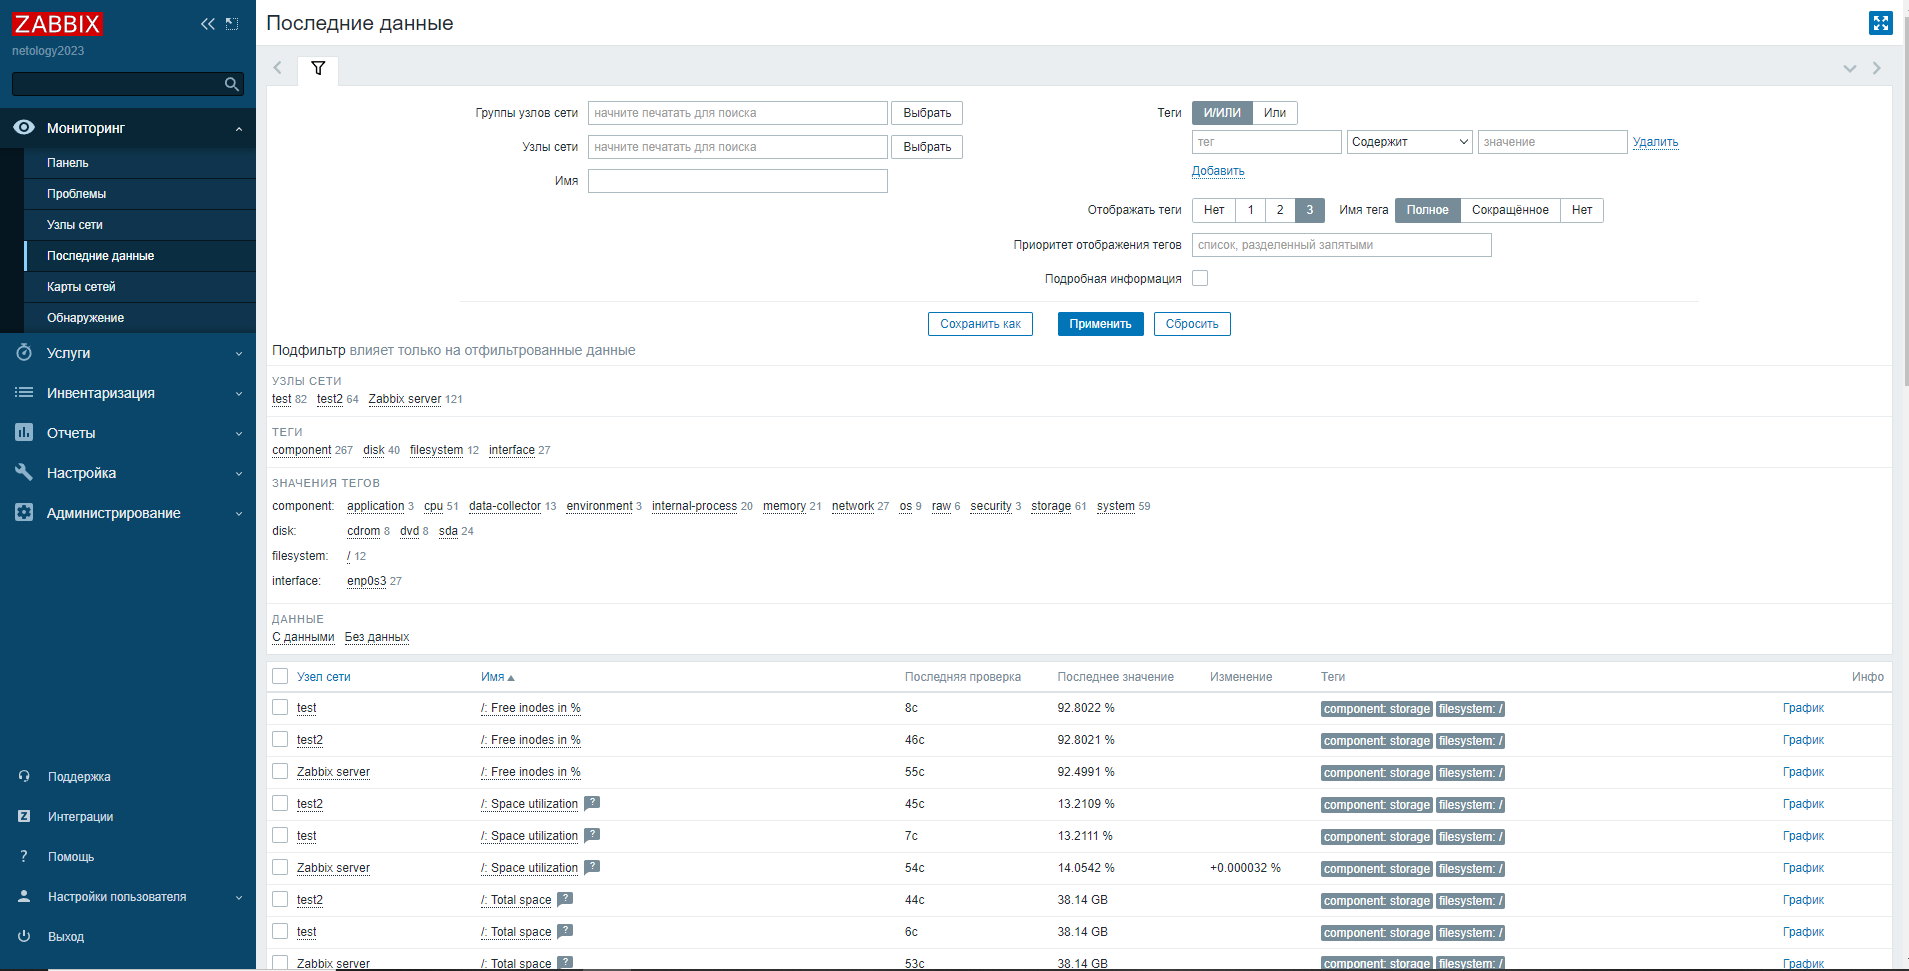 ZABBIX
netology2023
Мониторинг
Панель
Проблемы
Узлы сети
Последние данные
Карты сетей
Обнаружение
Услуги
Инвентаризация
Отчеты
Настройка
Администрирование
Поддержка
Z Интеграции
? Помощь
Настройки пользователя
Выход
Последние данные
Группы узлов сети начните печатать для поиска Выбрать
Узлы сети начните печатать для поиска Выбрать
Имя
Теги И/ИЛИ Или
тег Содержит значение Удалить
Добавить
Отображать теги Нет 1 2 3 Имя тега Полное Сокращённое Нет
Приоритет отображения тегов список, разделенный запятыми
Подробная информация
Сохранить как Применить Сбросить
Подфильтр влияет только на отфильтрованные данные
УЗЛЫ СЕТИ
test 82 test2 64 Zabbix server 121
ТЕГИ
component 267 disk 40 filesystem 12 interface 27
ЗНАЧЕНИЯ ТЕГОВ
component: application 3 cpu 51 data-collector 13 environment 3 internal-process 20 memory 21 network 27 os 9 raw 6 security 3 storage 61 system 59
disk: cdrom 8 dvd 8 sda 24
filesystem: / 12
interface: enp0s3 27
ДАННЫЕ
С данными Без данных
Узел сети Имя Последняя проверка Последнее значение Изменение Теги Инфо
test /: Free inodes in % 8с 92.8022 % component: storage filesystem: / График
test2 /: Free inodes in % 46с 92.8021 % component: storage filesystem: / График
Zabbix server /: Free inodes in % 55с 92.4991 % component: storage filesystem: / График
test2 /: Space utilization ? 45с 13.2109 % component: storage filesystem: / График
test /: Space utilization ? 7с 13.2111 % component: storage filesystem: / График
Zabbix server /: Space utilization ? 54с 14.0542 % +0.000032 % component: storage filesystem: / График
test2 /: Total space ? 44с 38.14 GB component: storage filesystem: / График
test /: Total space ? 6с 38.14 GB component: storage filesystem: / График
Zabbix server /: Total space ? 53с 38.14 GB component: storage filesystem: / График